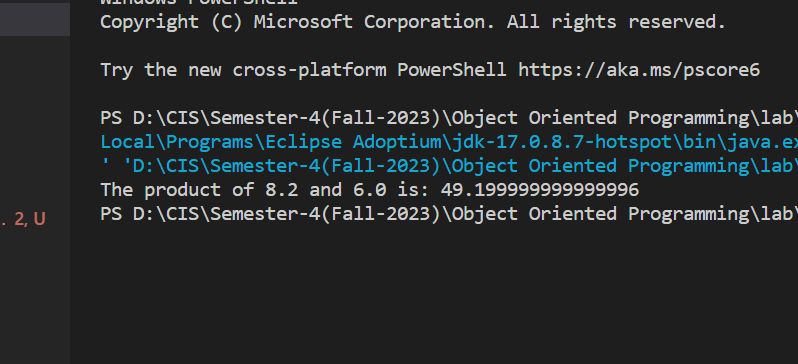 Windows PowerShell
Copyright (C) Microsoft Corporation. All rights reserved.
Try the new cross-platform PowerShell https://aka.ms/pscore6
PS D:\CIS\Semester-4(Fall-2023)\Object Oriented Programming\lab\
Local\Programs\Eclipse Adoptium\jdk-17.0.8.7-hotspot\bin\java.ex
' 'D:\CIS\Semester-4(Fall-2023)\Object Oriented Programming\lab\
The product of 8.2 and 6.0 is: 49.199999999999996
. 2, U
PS D:\CIS\Semester-4(Fall-2023)\Object Oriented Programming\lab\